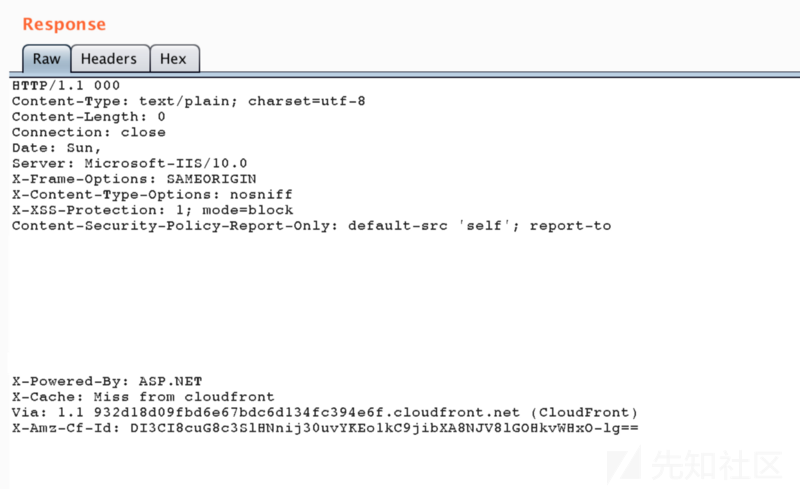 Response
Raw Headers Hex
HTTP/1.1 000
Content-Type: text/plain; charset=utf-8
Content-Length: 0
Connection: close
Date: Sun,
Server: Microsoft-IIS/10.0
X-Frame-Options: SAMEORIGIN
X-Content-Type-Options: nosniff
X-XSS-Protection: 1; mode=block
Content-Security-Policy-Report-Only: default-src 'self'; report-to
X-Powered-By: ASP.NET
X-Cache: Miss from cloudfront
Via: 1.1 932d18d09fbd6e67bdc6d134fc394e6f.cloudfront.net (CloudFront)
X-Amz-Cf-Id: DI3CI8cuG8c3SlHNnij30uvYKEo1kC9jibXA8NJV8lGOHkvWHxO-lg==
先知社区